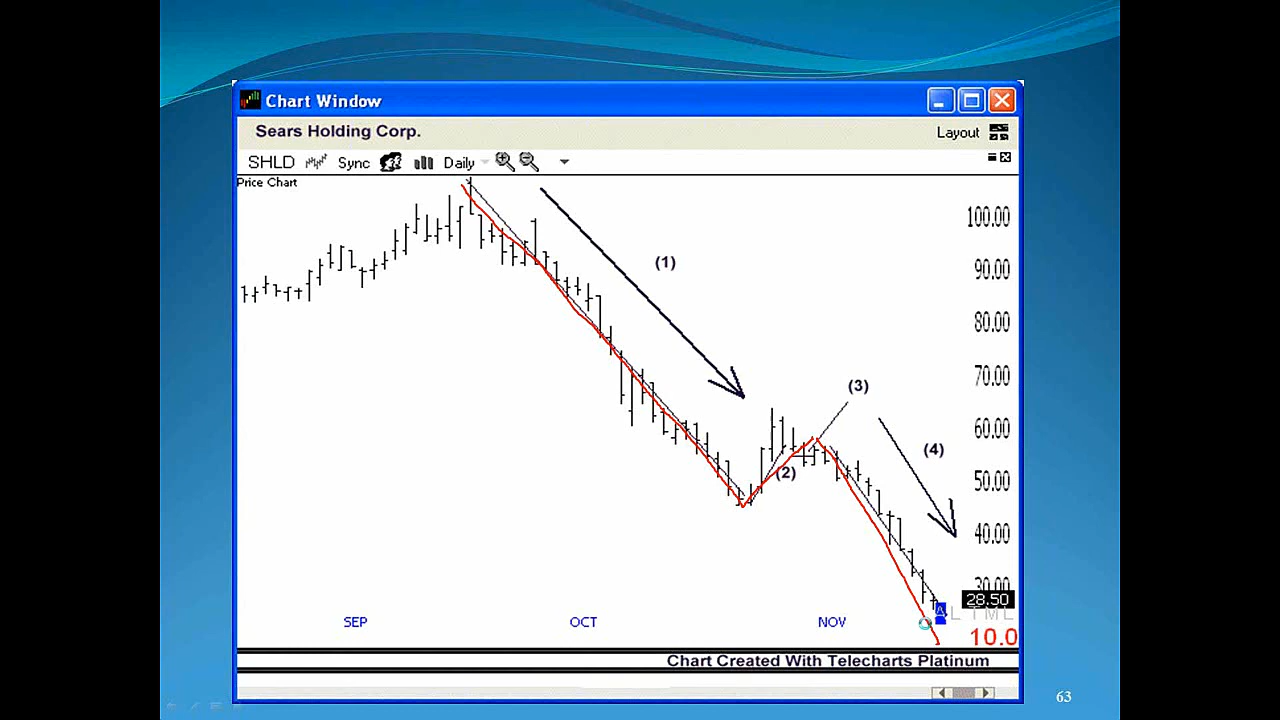 Chart Window
Sears Holding Corp.
Layout
SHLD Sync Daily
Price Chart
100.00
90.00
(1)
80.00
70.00
(3)
60.00
(4)
(2)
50.00
40.00
30.00
28.50
SEP OCT NOV
10.0
Chart Created With Telecharts Platinum
63